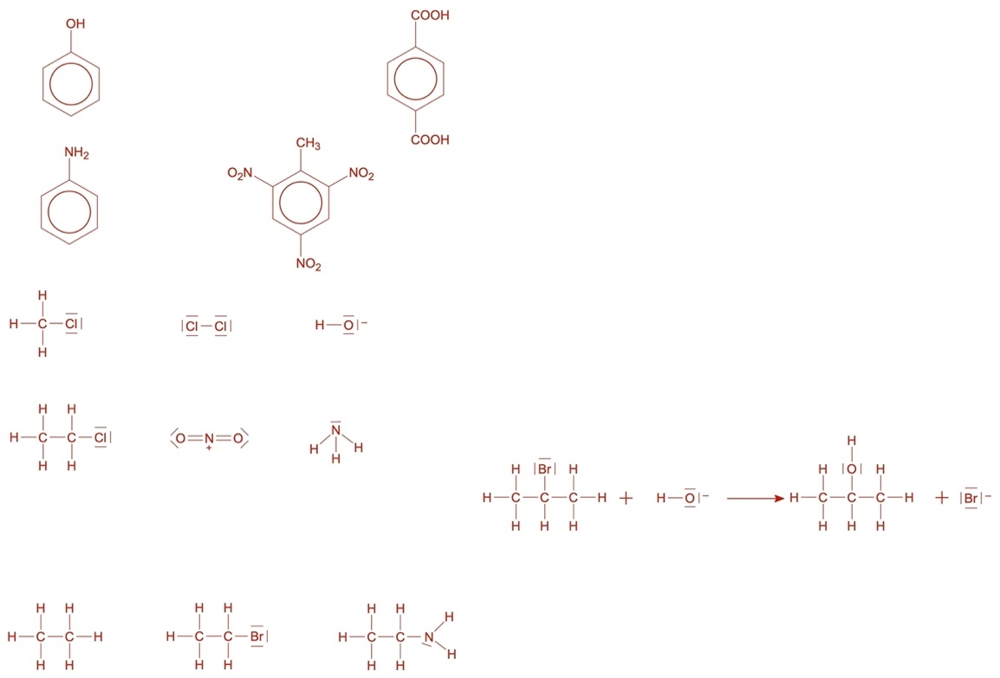 OH
COOH
COOH
NH₂
CH₃
O₂N
NO₂
NO₂
H
H—C—Cl|
H
|Cl—Cl|
H—O|⁻
H H
H—C—C—Cl|
H H
O=N=O
+
N
H H H
H |Br| H
H—C—C—C—H + H—O|⁻ → H—C—C—C—H + |Br|⁻
H H H
H
H |O| H
H H H
H H
H—C—C—H
H H
H H
H—C—C—Br|
H H
H H H
H—C—C—N
H H H